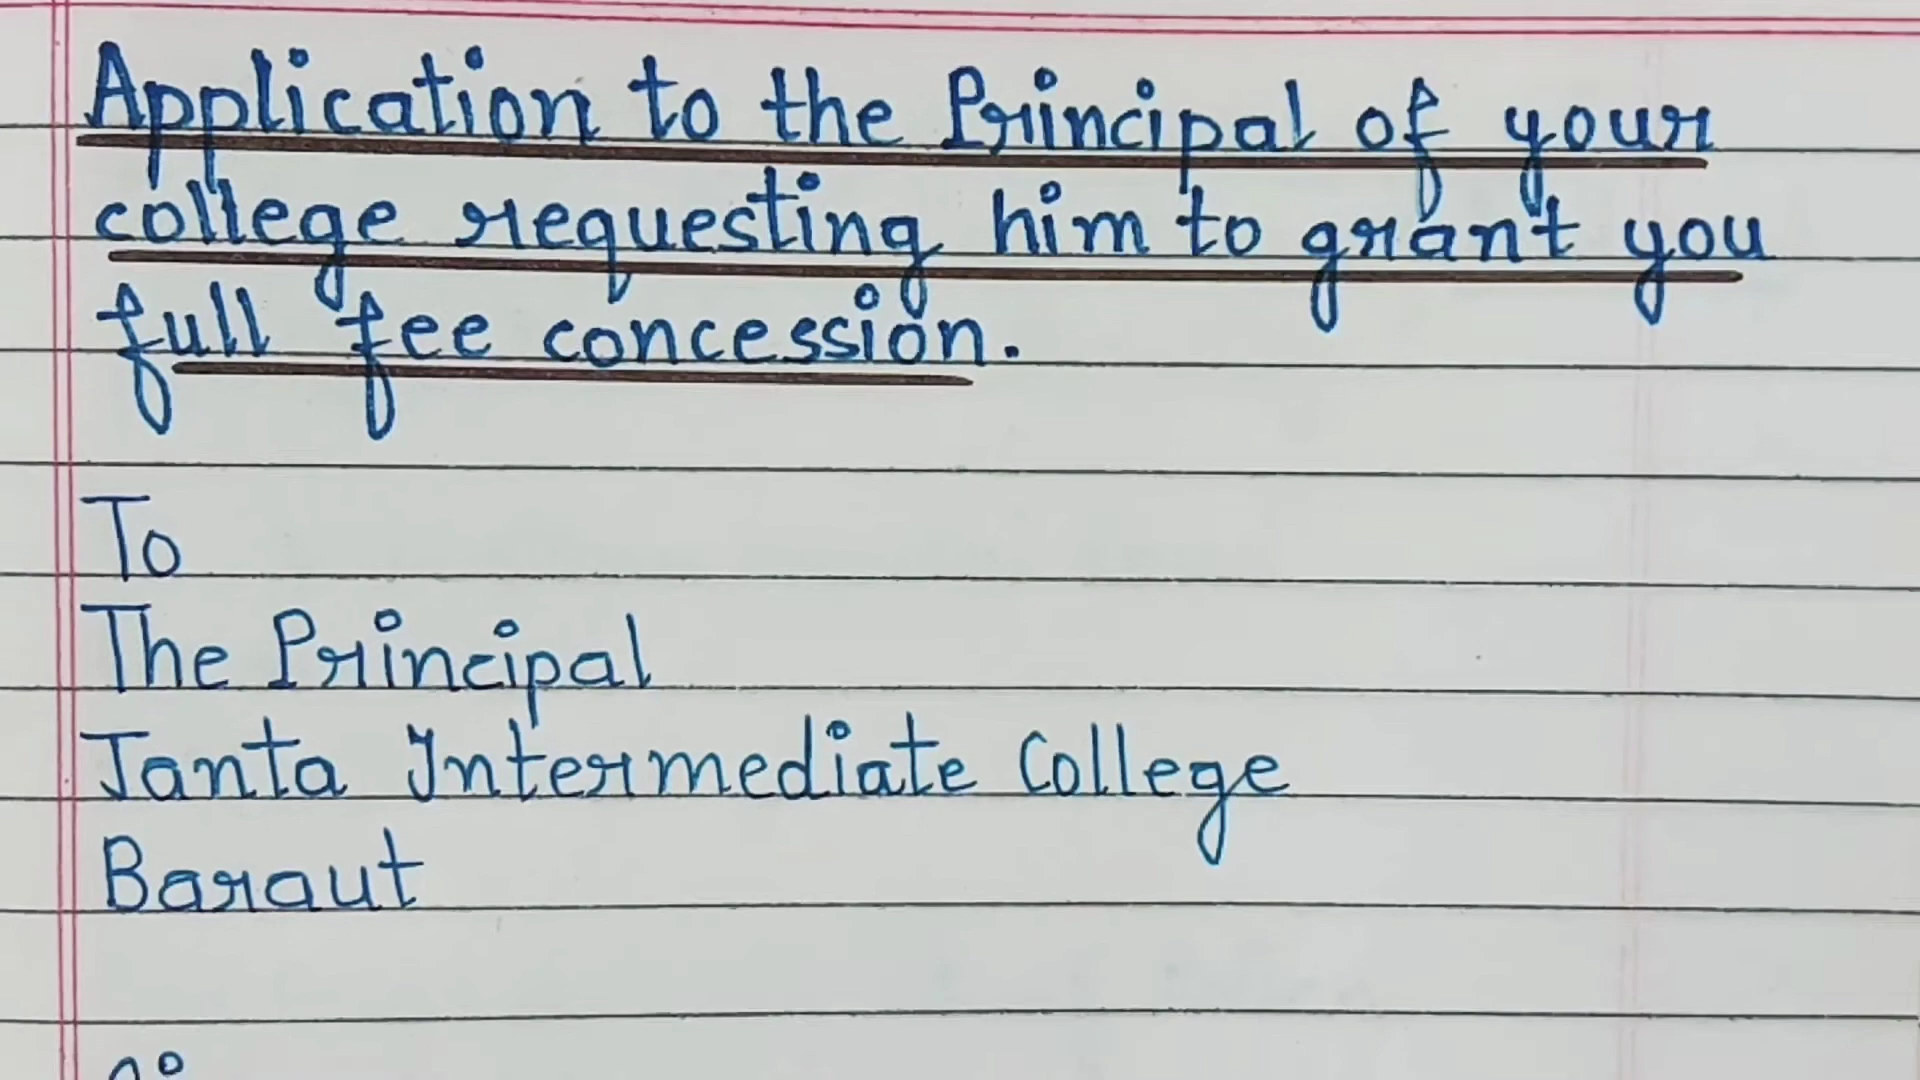 Application to the Principal of your
college requesting him to grant you
full fee concession.
To
The Principal
Janta Intermediate College
Baraut